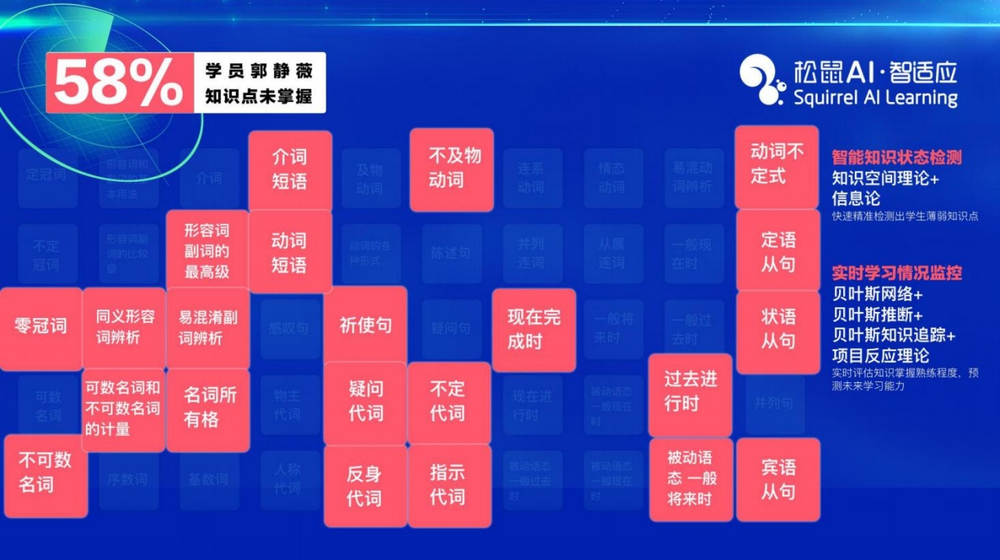 58%
学员郭静薇
知识点未掌握
松鼠AI·智适应
Squirrel AI Learning
定冠词
形容词和
本用法
介词
介词
短语
及物
动词
不及物
动词
连系
动词
情态
动词
易混动
词辨析
动词不
定式
智能知识状态检测
知识空间理论+
信息论
快速精准检测出学生薄弱知识点
不定
冠词
形容词副
词的比较
级
形容词
副词的
最高级
动词
短语
动词的各
种形式
陈述句
并列
连词
从属
连词
一般现
在时
定语
从句
实时学习情况监控
贝叶斯网络+
贝叶斯推断+
贝叶斯知识追踪+
项目反应理论
实时评估知识掌握熟练程度，预
测未来学习能力
零冠词
同义形容
词辨析
易混淆副
词辨析
感叹句
祈使句
疑问句
现在完
成时
一般将
来时
一般过
去时
状语
从句
可数
名词
可数名词和
不可数名词
的计量
名词所
有格
物主
代词
疑问
代词
不定
代词
现在进
行时
被动语态
一般现在
时
过去进
行时
并列句
不可数
名词
序数词
基数词
人称
代词
反身
代词
指示
代词
被动语态
一般过去
时
被动语态
一般现在
时
被动语
态 一般
将来时
宾语
从句